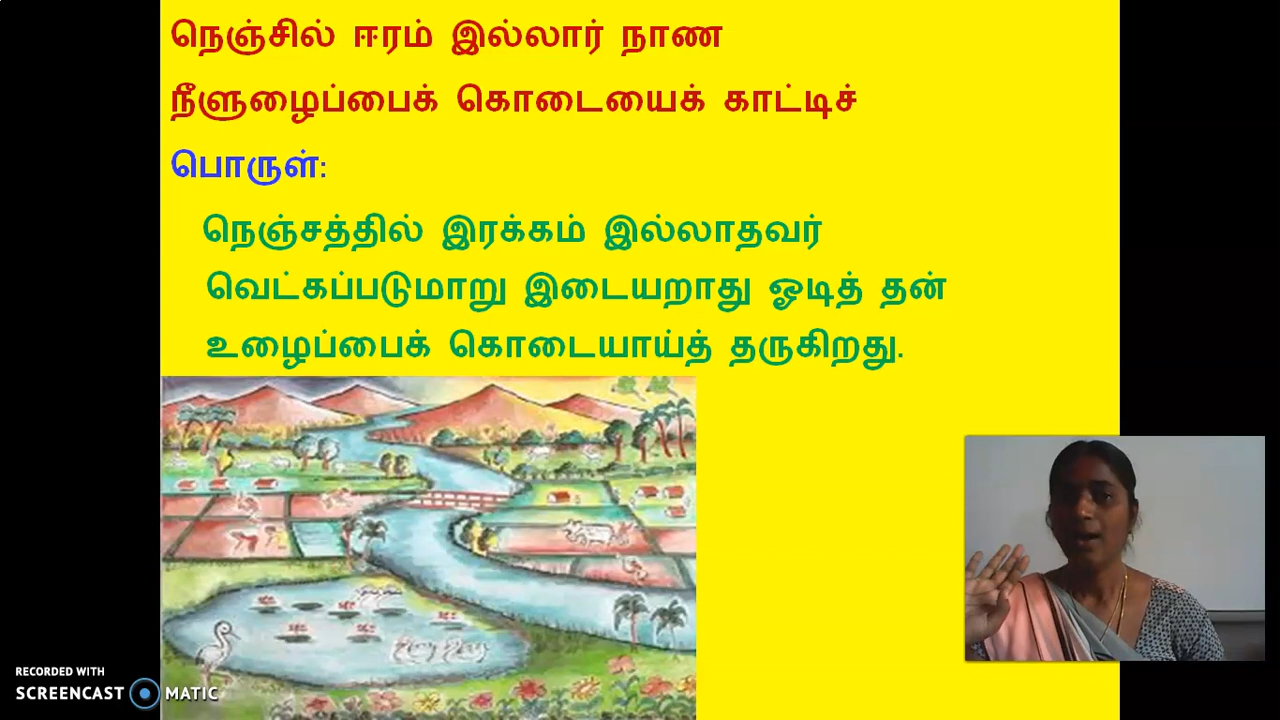 நெஞ்சில் ஈரம் இல்லார் நாண
நீளுழைப்பைக் கொடையைக் காட்டிச்
பொருள்:
நெஞ்சத்தில் இரக்கம் இல்லாதவர்
வெட்கப்படுமாறு இடையறாது ஓடித் தன்
உழைப்பைக் கொடையாய்த் தருகிறது.
RECORDED WITH
SCREENCAST MATIC